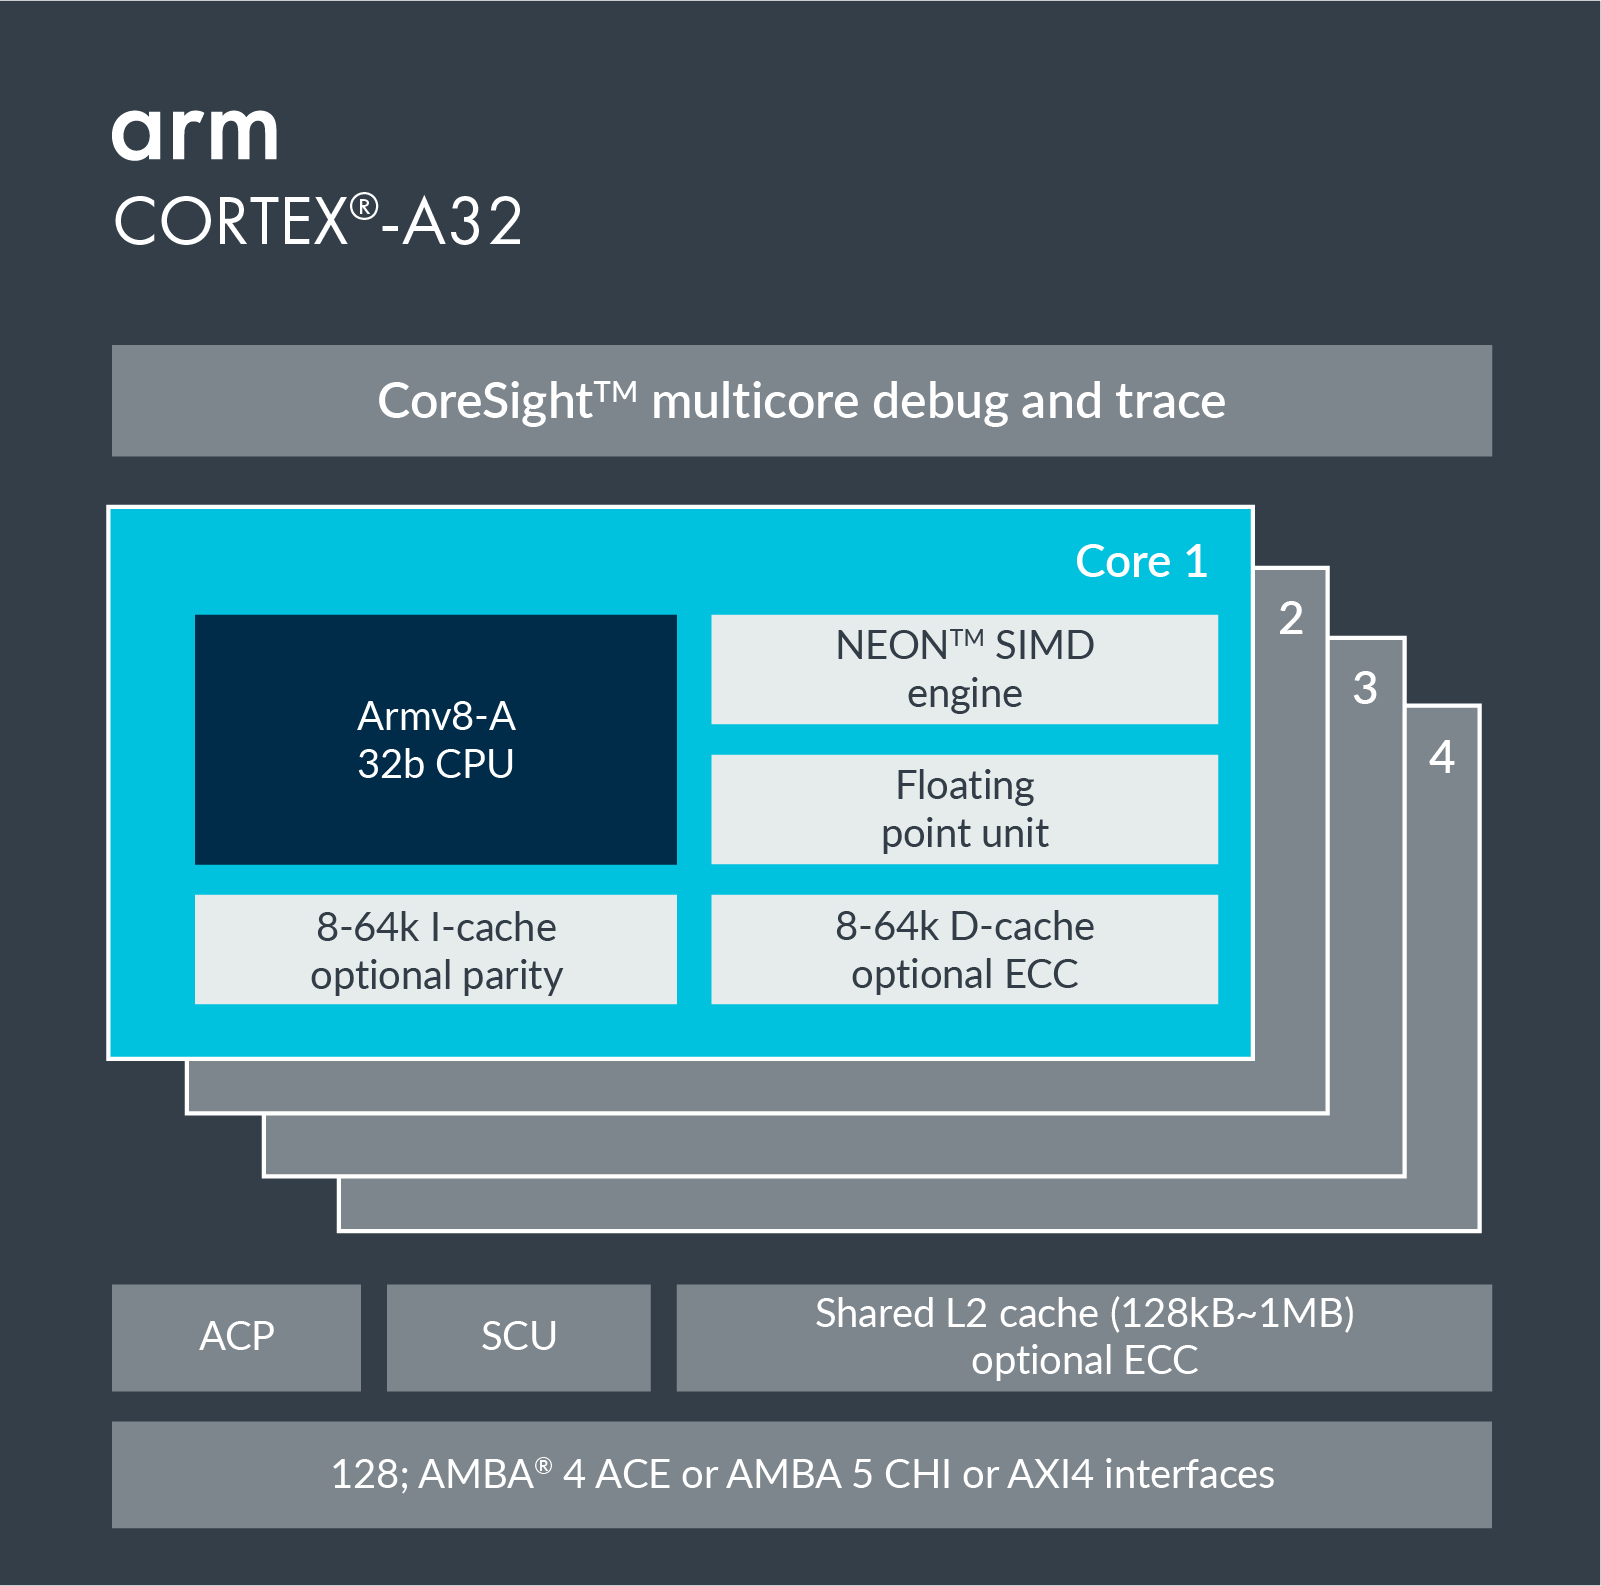 arm
CORTEX®-A32
CoreSight™ multicore debug and trace
Core 1
2
3
4
Armv8-A
32b CPU
NEON™ SIMD
engine
Floating
point unit
8-64k I-cache
optional parity
8-64k D-cache
optional ECC
ACP
SCU
Shared L2 cache (128kB~1MB)
optional ECC
128; AMBA® 4 ACE or AMBA 5 CHI or AXI4 interfaces